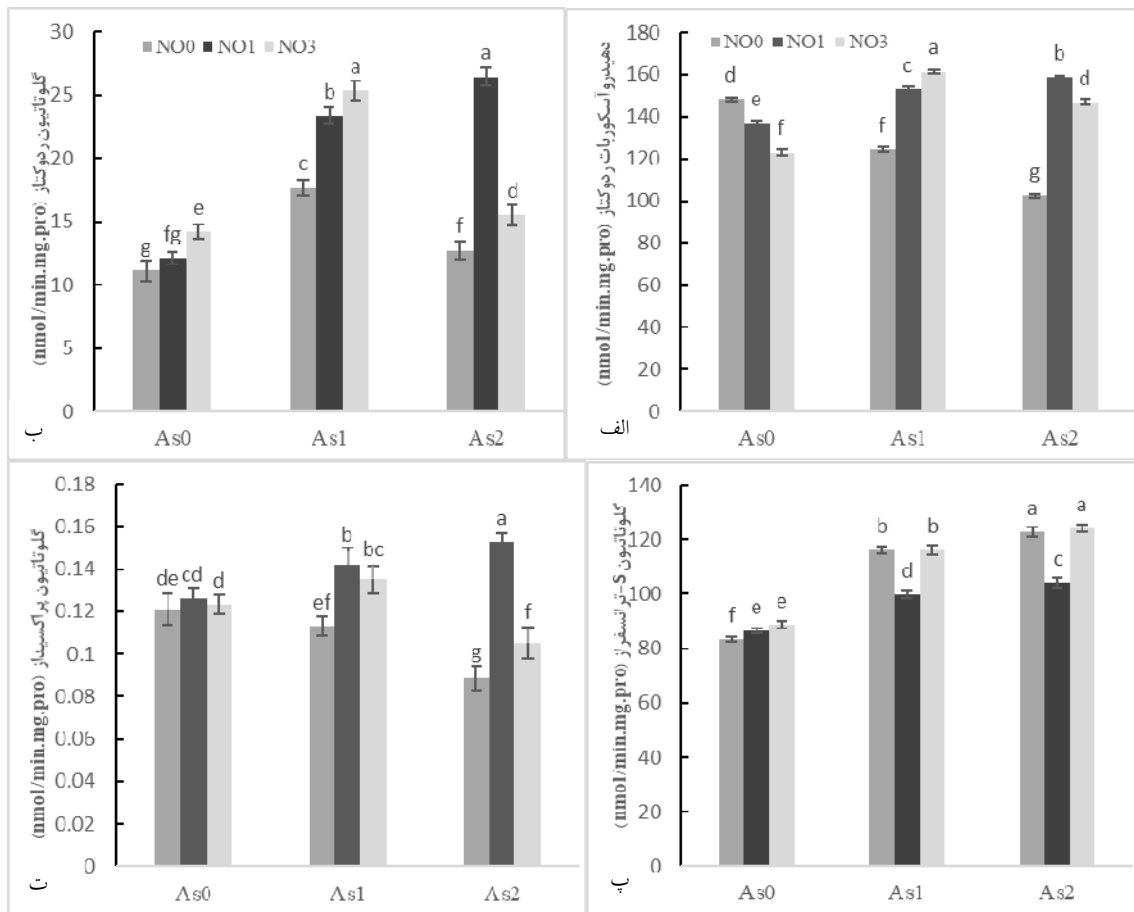 دهیدرو آسکوربات ردوکتاز (nmol/min.mg.pro)
NO0 NO1 NO3
180
160
140
120
100
80
60
40
20
0
d e f f c a g b d
As0 As1 As2
الف
گلوتاتیون ردوکتاز (nmol/min.mg.pro)
NO0 NO1 NO3
30
25
20
15
10
5
0
g fg e c b a f a d
As0 As1 As2
ب
گلوتاتیون S-ترانسفراز (nmol/min.mg.pro)
140
120
100
80
60
40
20
0
f e e b d b a c a
As0 As1 As2
پ
گلوتاتیون پراکسیداز (nmol/min.mg.pro)
0.18
0.16
0.14
0.12
0.1
0.08
0.06
0.04
0.02
0
de cd d ef b bc g a f
As0 As1 As2
ت